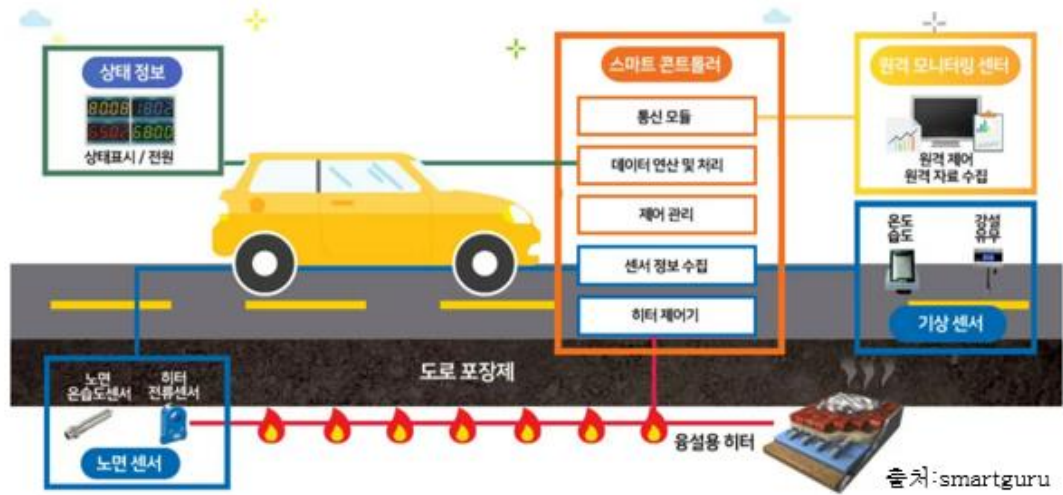 상태 정보
8008 1802
6502 6800
상태표시 / 전원
스마트 콘트롤러
통신 모듈
데이터 연산 및 처리
제어 관리
센서 정보 수집
히터 제어기
원격 모니터링 센터
원격 제어
원격 자료 수집
온도
습도
강설
유무
기상 센서
도로 포장제
노면
온습도센서
히터
전류센서
노면 센서
융설용 히터
출처:smartguru